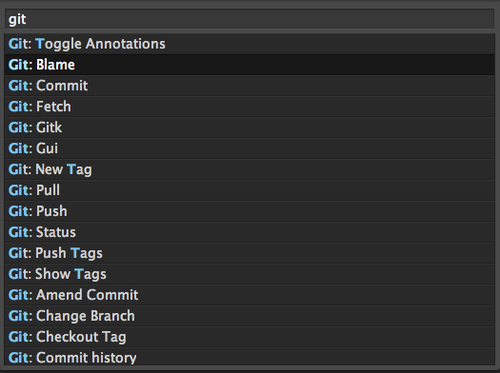 git
Git: Toggle Annotations
Git: Blame
Git: Commit
Git: Fetch
Git: Gitk
Git: Gui
Git: New Tag
Git: Pull
Git: Push
Git: Status
Git: Push Tags
Git: Show Tags
Git: Amend Commit
Git: Change Branch
Git: Checkout Tag
Git: Commit history